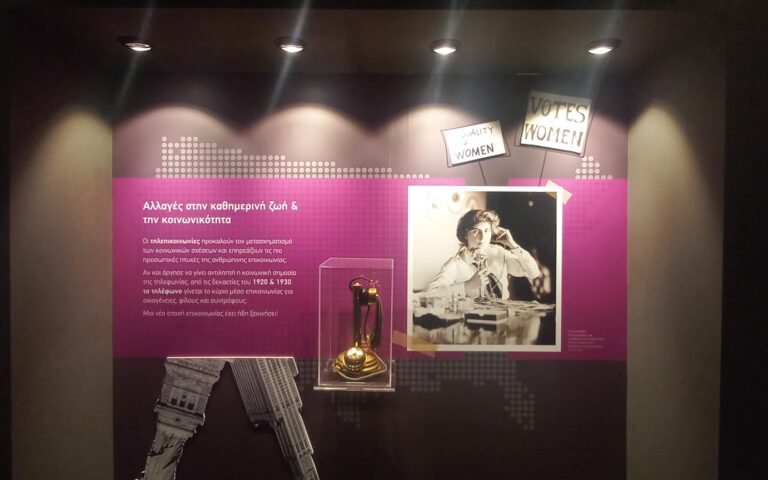 VOTES
WOMEN
WOMEN
Αλλαγές στην καθημερινή ζωή &
την κοινωνικότητα
Οι τηλεπικοινωνίες προκαλούν τον μετασχηματισμό
των κοινωνικών σχέσεων και επηρεάζουν τις πιο
προσωπικές πτυχές της ανθρώπινης επικοινωνίας.
Αν και άργησε να γίνει αντιληπτή η κοινωνική σημασία
της τηλεφωνίας, από τις δεκαετίες του 1920 & 1930
το τηλέφωνο γίνεται το κύριο μέσο επικοινωνίας για
οικογένειες, φίλους και συντρόφους.
Μια νέα εποχή επικοινωνίας έχει ήδη ξεκινήσει!